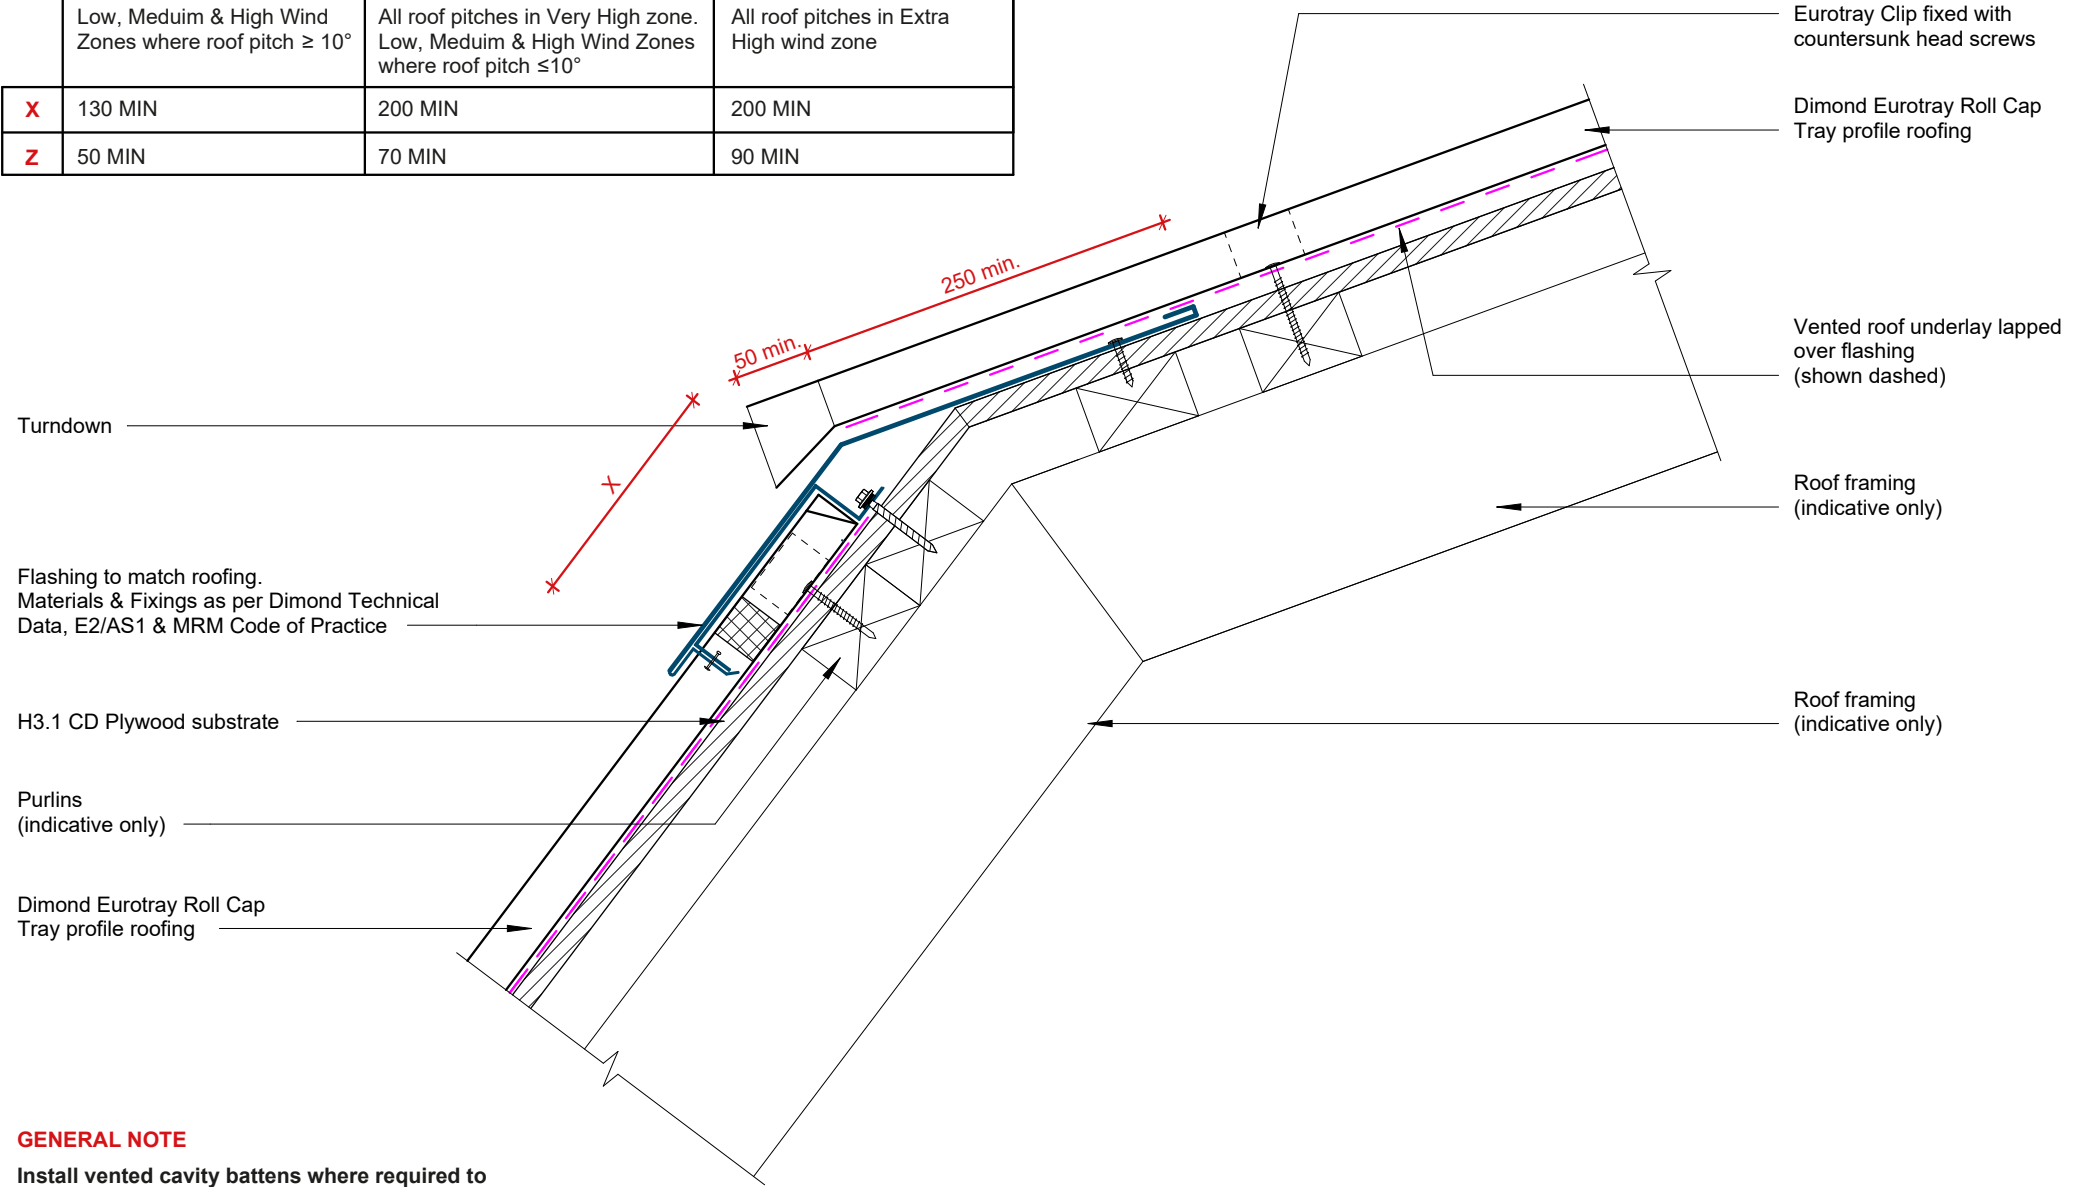 Low, Meduim & High Wind
Zones where roof pitch ≥ 10°
All roof pitches in Very High zone.
Low, Meduim & High Wind Zones
where roof pitch ≤10°
All roof pitches in Extra
High wind zone
X
130 MIN
200 MIN
200 MIN
Z
50 MIN
70 MIN
90 MIN
Eurotray Clip fixed with
countersunk head screws
Dimond Eurotray Roll Cap
Tray profile roofing
250 min.
50 min.
X
Vented roof underlay lapped
over flashing
(shown dashed)
Turndown
Roof framing
(indicative only)
Flashing to match roofing.
Materials & Fixings as per Dimond Technical
Data, E2/AS1 & MRM Code of Practice
H3.1 CD Plywood substrate
Roof framing
(indicative only)
Purlins
(indicative only)
Dimond Eurotray Roll Cap
Tray profile roofing
GENERAL NOTE
Install vented cavity battens where required to